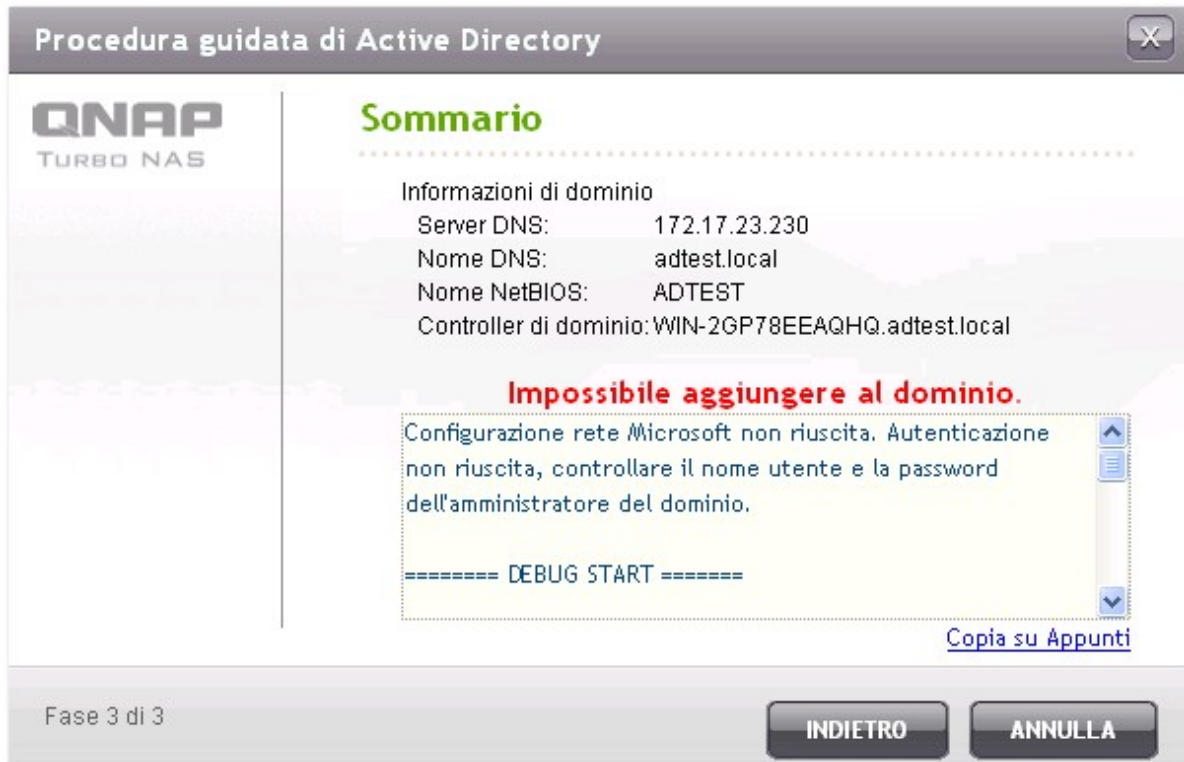 Procedura guidata di Active Directory
X
QNAP
TURBO NAS
Sommario
Informazioni di dominio
Server DNS: 172.17.23.230
Nome DNS: adtest.local
Nome NetBIOS: ADTEST
Controller di dominio: WIN-2GP78EEAQHQ.adtest.local
Impossibile aggiungere al dominio.
Configurazione rete Microsoft non riuscita. Autenticazione
non riuscita, controllare il nome utente e la password
dell'amministratore del dominio.
======== DEBUG START =======
Copia su Appunti
Fase 3 di 3
INDIETRO
ANNULLA